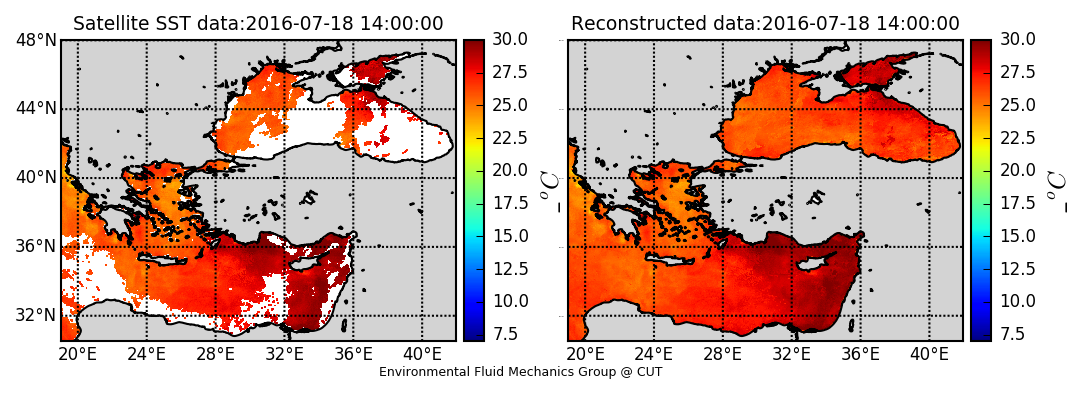 Satellite SST data:2016-07-18 14:00:00
48°N
44°N
40°N
36°N
32°N
20°E 24°E 28°E 32°E 36°E 40°E
30.0
27.5
25.0
22.5
20.0
17.5
15.0
12.5
10.0
7.5
_°C
Reconstructed data:2016-07-18 14:00:00
20°E 24°E 28°E 32°E 36°E 40°E
30.0
27.5
25.0
22.5
20.0
17.5
15.0
12.5
10.0
7.5
_°C
Environmental Fluid Mechanics Group @ CUT